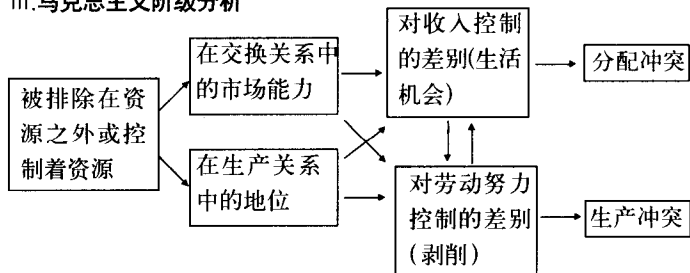 III.马克思主义阶级分析
被排除在资
源之外或控
制着资源
在交换关系中
的市场能力
在生产关系
中的地位
对收入控制
的差别(生活
机会)
对劳动努力
控制的差别
(剥削)
分配冲突
生产冲突